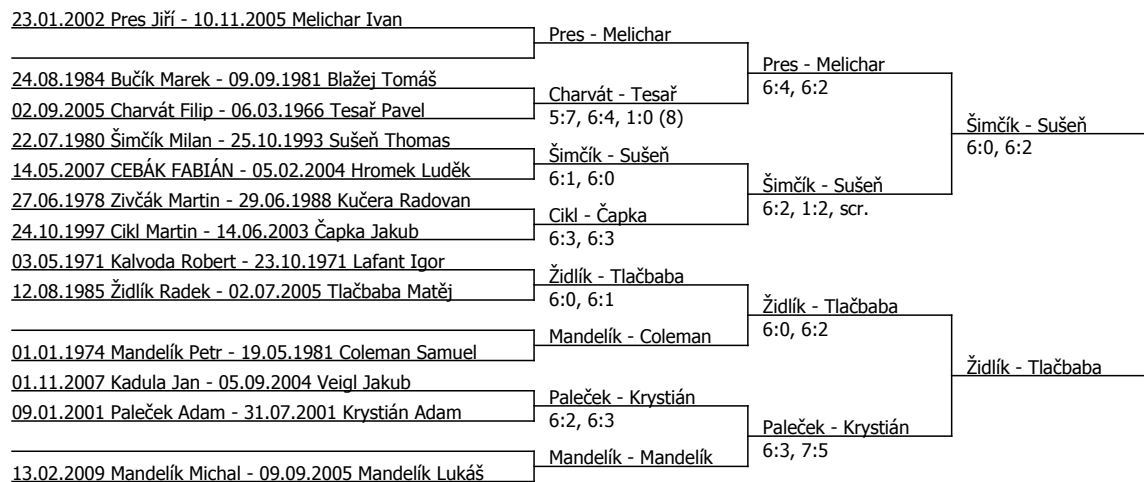 23.01.2002 Pres Jiří - 10.11.2005 Melichar Ivan
Pres - Melichar
24.08.1984 Bučík Marek - 09.09.1981 Blažej Tomáš
Pres - Melichar
6:4, 6:2
02.09.2005 Charvát Filip - 06.03.1966 Tesař Pavel
Charvát - Tesař
5:7, 6:4, 1:0 (8)
22.07.1980 Šimčík Milan - 25.10.1993 Sušeň Thomas
Šimčík - Sušeň
6:0, 6:2
14.05.2007 CEBÁK FABIÁN - 05.02.2004 Hromek Luděk
Šimčík - Sušeň
6:1, 6:0
27.06.1978 Zivčák Martin - 29.06.1988 Kučera Radovan
Šimčík - Sušeň
6:2, 1:2, scr.
24.10.1997 Cikl Martin - 14.06.2003 Čapka Jakub
Cikl - Čapka
6:3, 6:3
03.05.1971 Kalvoda Robert - 23.10.1971 Lafant Igor
12.08.1985 Židlík Radek - 02.07.2005 Tlačbaba Matěj
Židlík - Tlačbaba
6:0, 6:1
Židlík - Tlačbaba
6:0, 6:2
01.01.1974 Mandelík Petr - 19.05.1981 Coleman Samuel
Mandelík - Coleman
Židlík - Tlačbaba
01.11.2007 Kadula Jan - 05.09.2004 Veigl Jakub
09.01.2001 Paleček Adam - 31.07.2001 Krystián Adam
Paleček - Krystián
6:2, 6:3
Paleček - Krystián
6:3, 7:5
13.02.2009 Mandelík Michal - 09.09.2005 Mandelík Lukáš
Mandelík - Mandelík